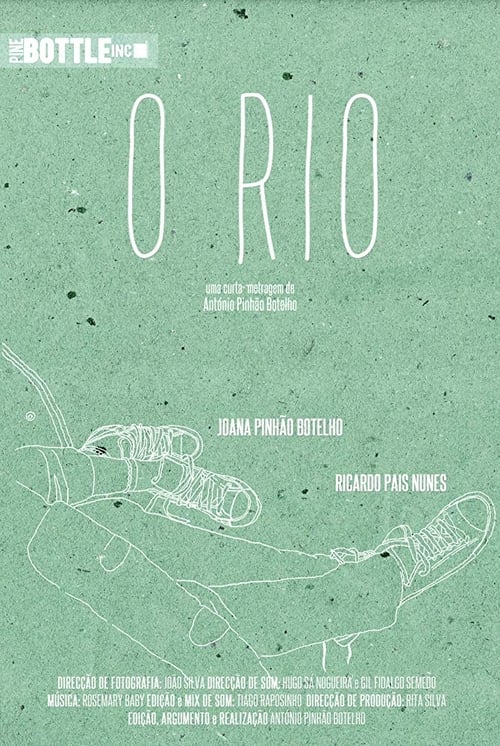 PINE BOTTLE INC
O RIO
uma curta-metragem de
António Pinhão Botelho
JOANA PINHÃO BOTELHO
RICARDO PAIS NUNES
DIRECÇÃO DE FOTOGRAFIA: JOÃO SILVA DIRECÇÃO DE SOM: HUGO SÁ NOGUEIRA e GIL FIDALGO SEMEDO
MÚSICA: ROSEMARY BABY EDIÇÃO e MIX DE SOM: TIAGO RAPOSINHO DIRECÇÃO DE PRODUÇÃO: RITA SILVA
EDIÇÃO, ARGUMENTO e REALIZAÇÃO ANTÓNIO PINHÃO BOTELHO